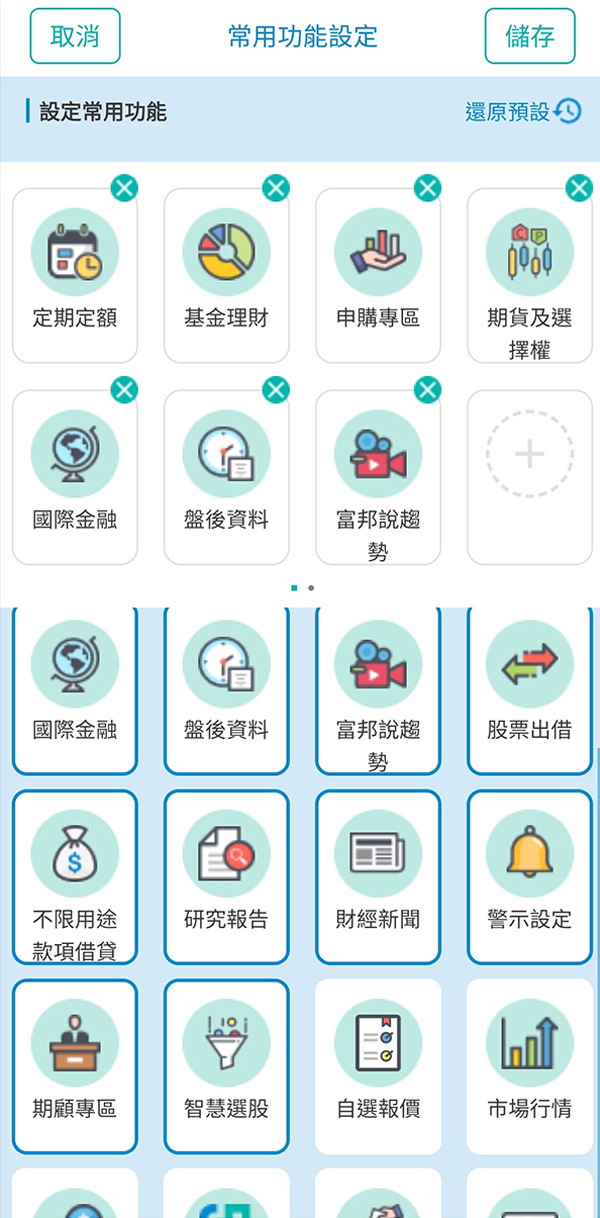 取消
常用功能設定
儲存
設定常用功能
還原預設
定期定額
基金理財
申購專區
期貨及選
擇權
國際金融
盤後資料
富邦說趨
勢
國際金融
盤後資料
富邦說趨
勢
股票出借
不限用途
款項借貸
研究報告
財經新聞
警示設定
期顧專區
智慧選股
自選報價
市場行情